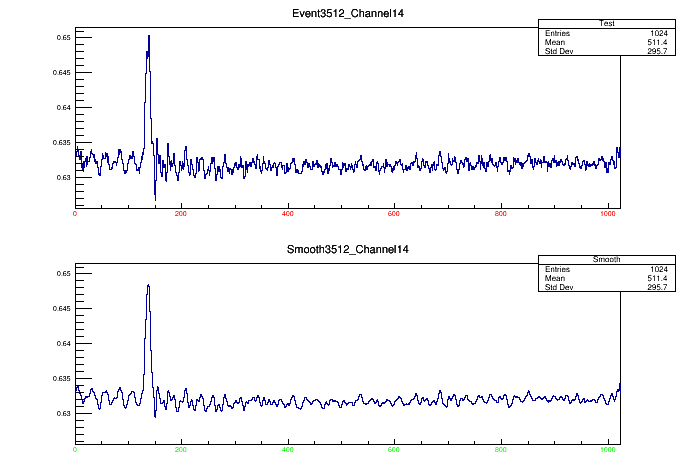 Event3512_Channel14
Test
Entries 1024
Mean 511.4
Std Dev 295.7
0.65
0.645
0.64
0.635
0.63
0 200 400 600 800 1000
Smooth3512_Channel14
Smooth
Entries 1024
Mean 511.4
Std Dev 295.7
0.65
0.645
0.64
0.635
0.63
0 200 400 600 800 1000